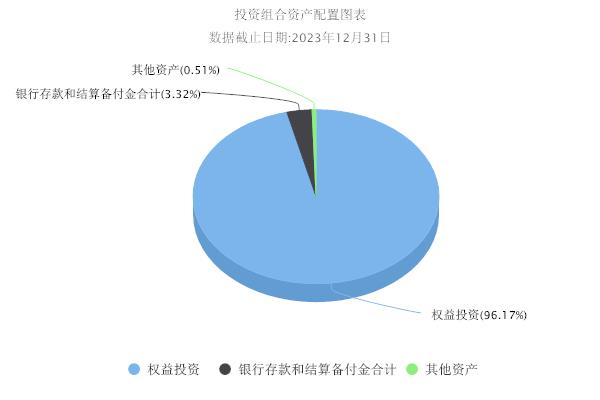 投资组合资产配置图表
数据截止日期:2023年12月31日
其他资产(0.51%)
银行存款和结算备付金合计(3.32%)
权益投资(96.17%)
权益投资 银行存款和结算备付金合计 其他资产